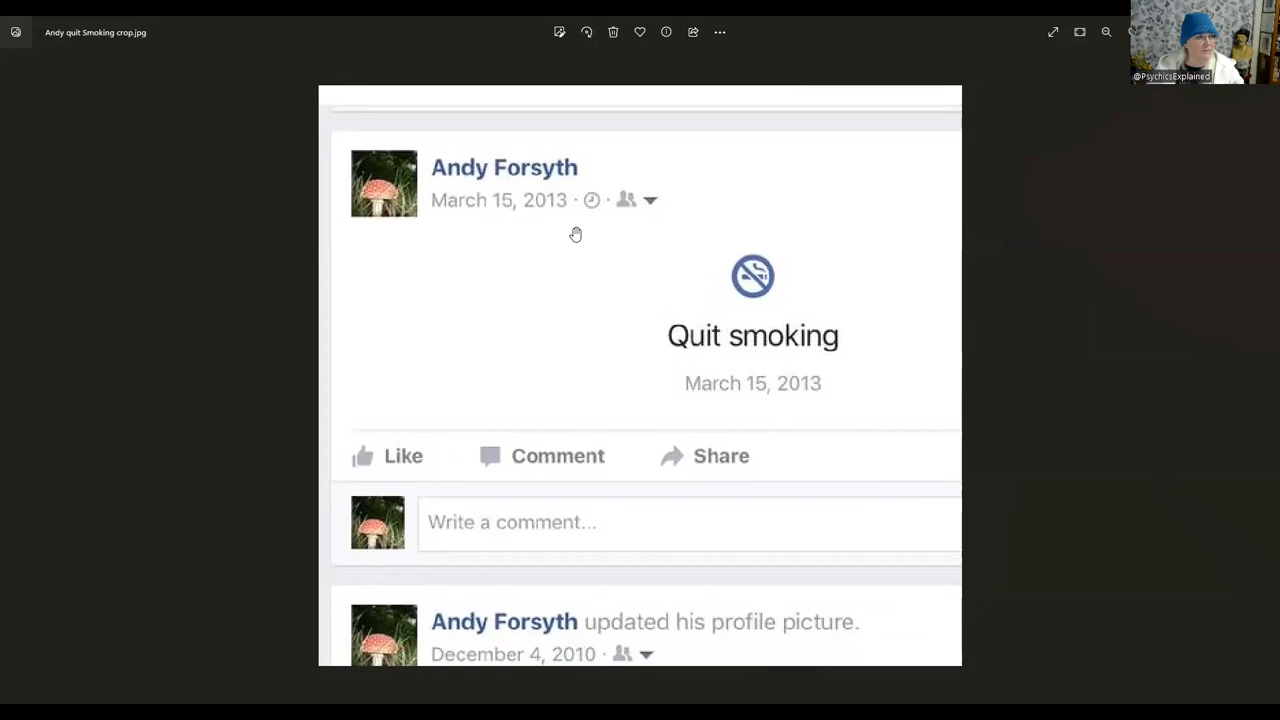 Andy quit Smoking crop.jpg
@PsychicsExplained
Andy Forsyth
March 15, 2013 ·
Quit smoking
March 15, 2013
Like Comment Share
Write a comment...
Andy Forsyth updated his profile picture.
December 4, 2010 ·